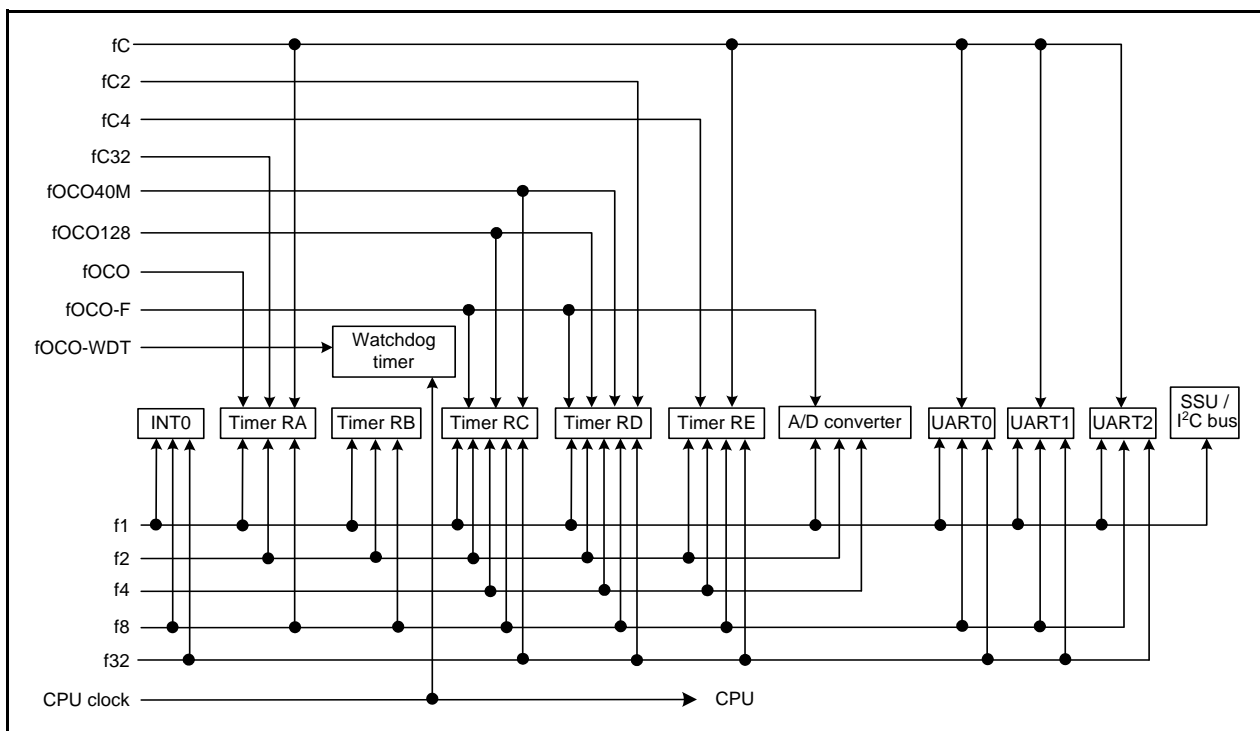 fC
fC2
fC4
fC32
fOCO40M
fOCO128
fOCO
fOCO-F
fOCO-WDT
Watchdog
timer
INT0
Timer RA
Timer RB
Timer RC
Timer RD
Timer RE
A/D converter
UART0
UART1
UART2
SSU /
I²C bus
f1
f2
f4
f8
f32
CPU clock
CPU